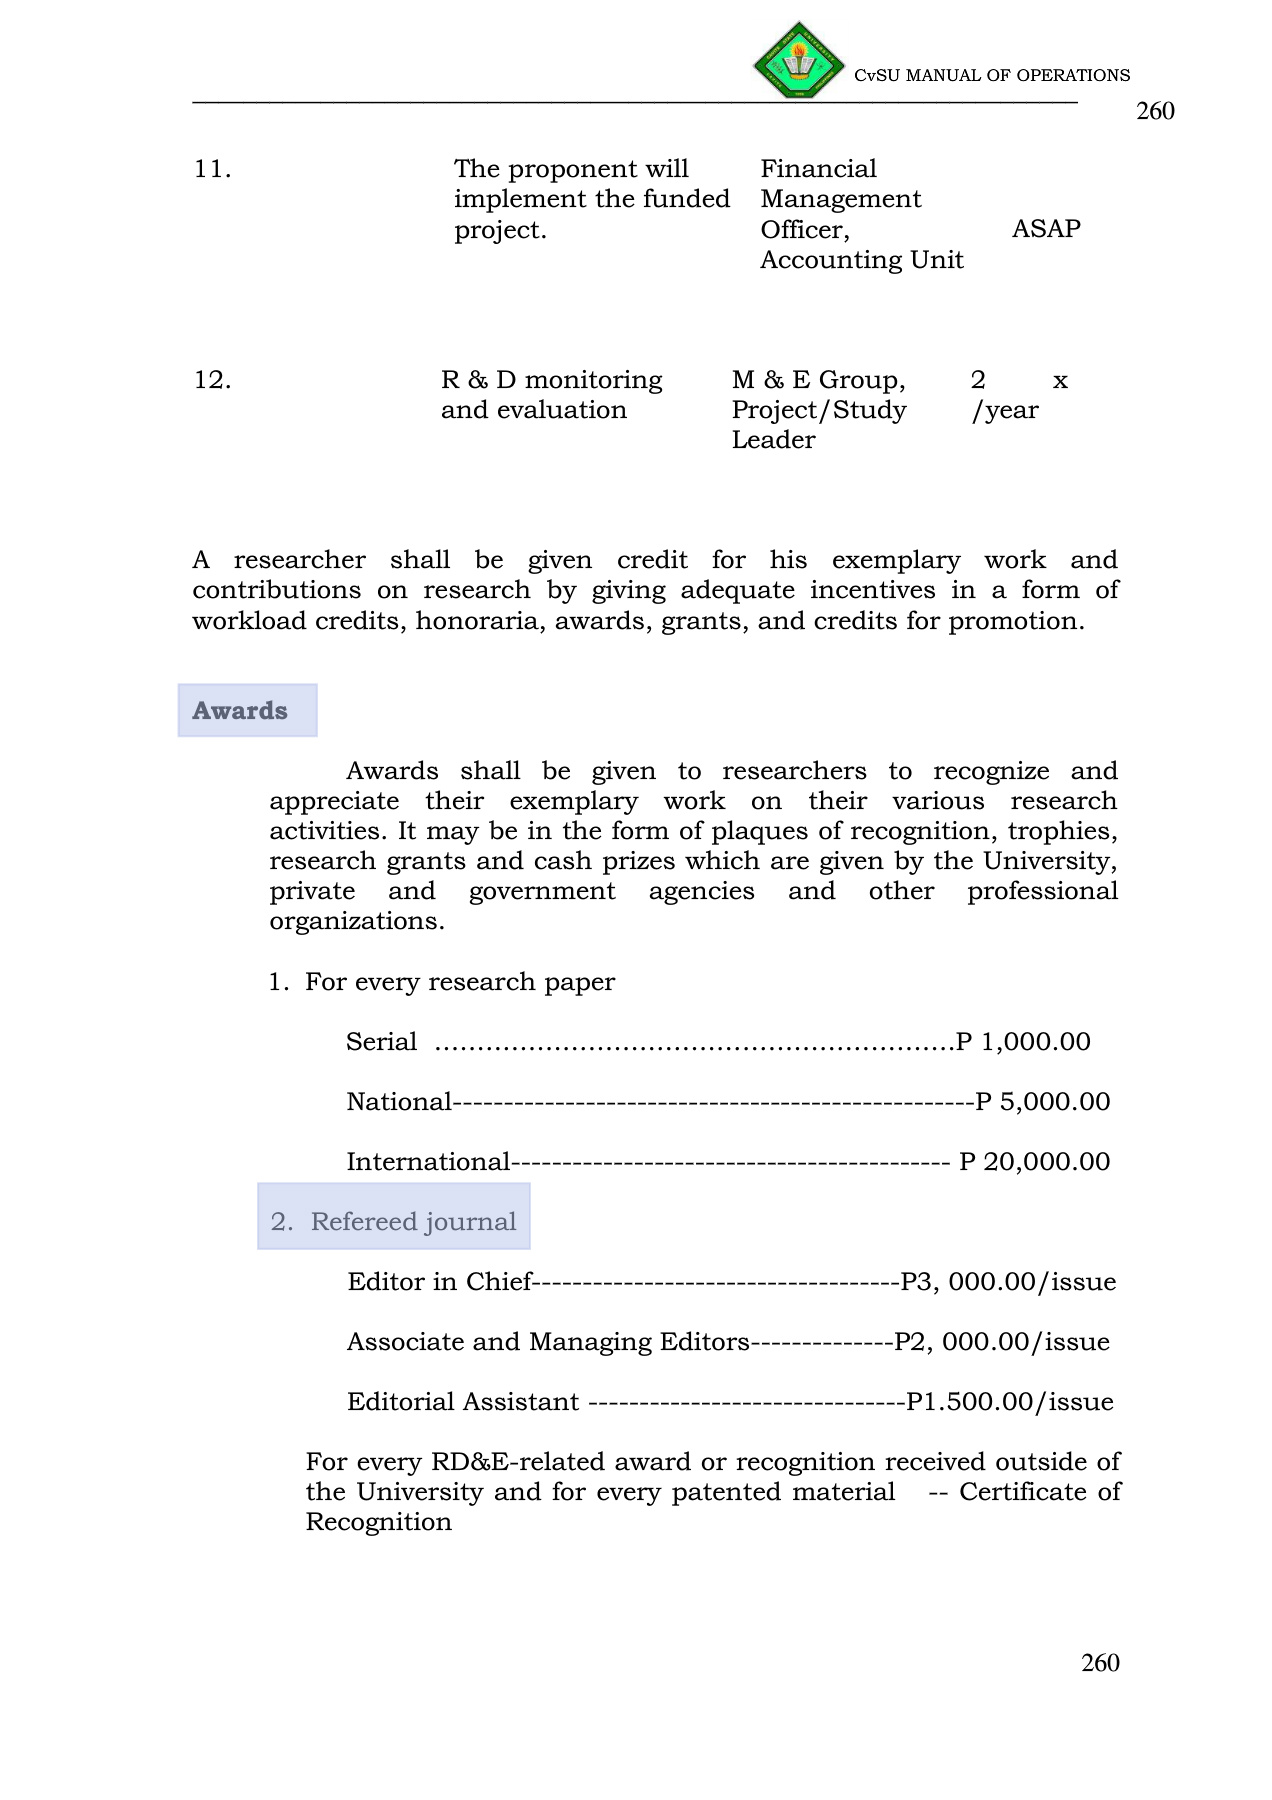 CvSU MANUAL OF OPERATIONS
260
11. The proponent will Financial
implement the funded Management
project. Officer, ASAP
Accounting Unit
12. R & D monitoring M & E Group, 2 x
and evaluation Project/Study /year
Leader
A researcher shall be given credit for his exemplary work and
contributions on research by giving adequate incentives in a form of
workload credits, honoraria, awards, grants, and credits for promotion.
Awards
Awards shall be given to researchers to recognize and
appreciate their exemplary work on their various research
activities. It may be in the form of plaques of recognition, trophies,
research grants and cash prizes which are given by the University,
private and government agencies and other professional
organizations.
1. For every research paper
Serial ……………………………………………………P 1,000.00
National---------------------------------------------------P 5,000.00
International------------------------------------------- P 20,000.00
2. Refereed journal
Editor in Chief------------------------------------P3, 000.00/issue
Associate and Managing Editors--------------P2, 000.00/issue
Editorial Assistant -------------------------------P1.500.00/issue
For every RD&E-related award or recognition received outside of
the University and for every patented material -- Certificate of
Recognition
260